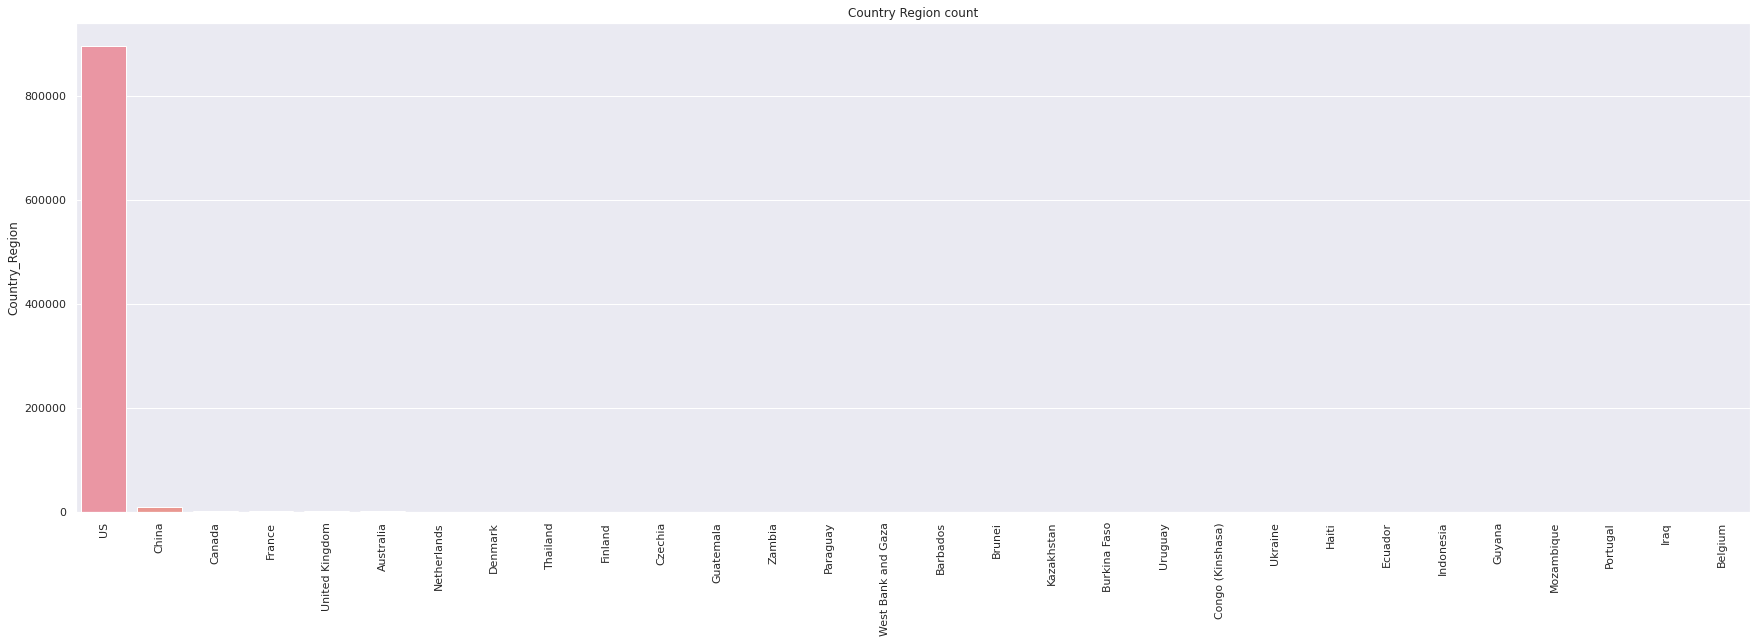 Country Region count
800000
600000
400000
200000
0
Country_Region
US
China
Canada
France
United Kingdom
Australia
Netherlands
Denmark
Thailand
Finland
Czechia
Guatemala
Zambia
Paraguay
West Bank and Gaza
Barbados
Brunei
Kazakhstan
Burkina Faso
Uruguay
Congo (Kinshasa)
Ukraine
Haiti
Ecuador
Indonesia
Guyana
Mozambique
Portugal
Iraq
Belgium